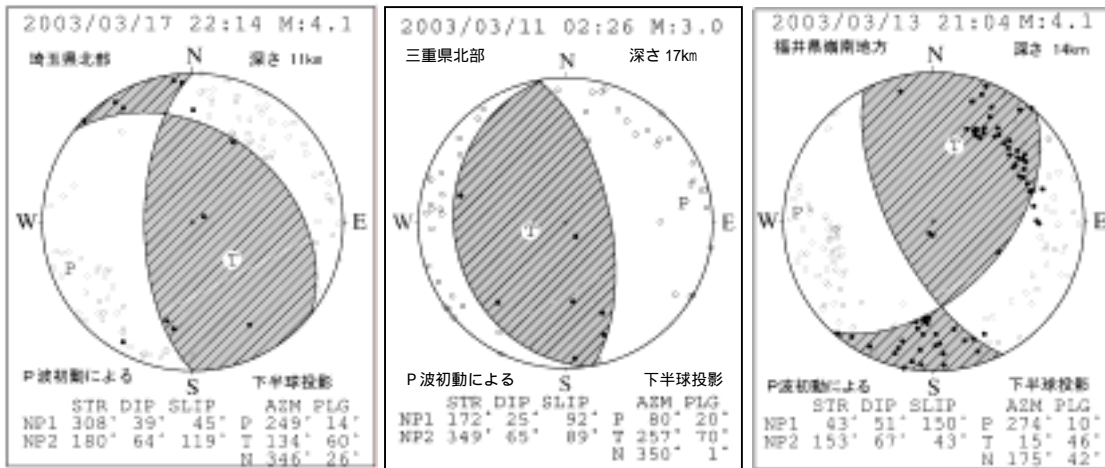 2003/03/17 22:14 M:4.1
埼玉県北部
深さ 11km
N
W
E
S
T
P
P波初動による
下半球投影
STR DIP SLIP AZM PLG
NP1 308° 39° 45° P 249° 14°
NP2 180° 64° 119° T 134° 60°
N 346° 26°
2003/03/11 02:26 M:3.0
三重県北部
深さ 17km
N
W
E
S
P
T
P波初動による
下半球投影
STR DIP SLIP AZM PLG
NP1 172° 25° 92° P 80° 20°
NP2 349° 65° 89° T 257° 70°
N 350° 1°
2003/03/13 21:04 M:4.1
福井県嶺南地方
深さ 14km
N
T
P
W
E
S
P波初動による
下半球投影
STR DIP SLIP AZM PLG
NP1 43° 51° 150° P 274° 10°
NP2 153° 67° 43° T 15° 46°
N 175° 42°